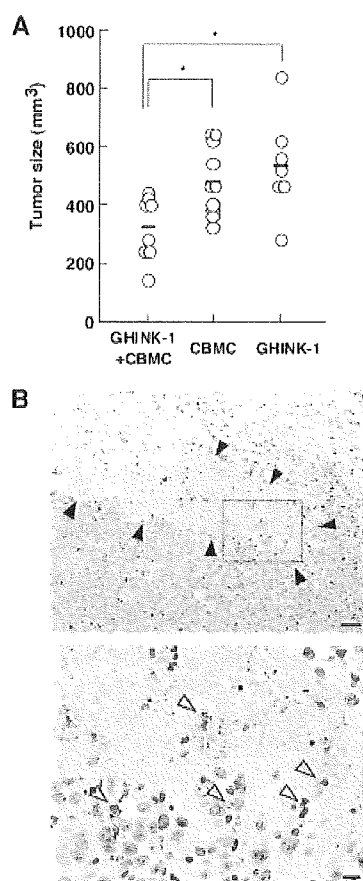 A
1000
*
*
800
Tumor size (mm³)
600
400
200
0
GHINK-1
+CBMC
CBMC
GHINK-1
B